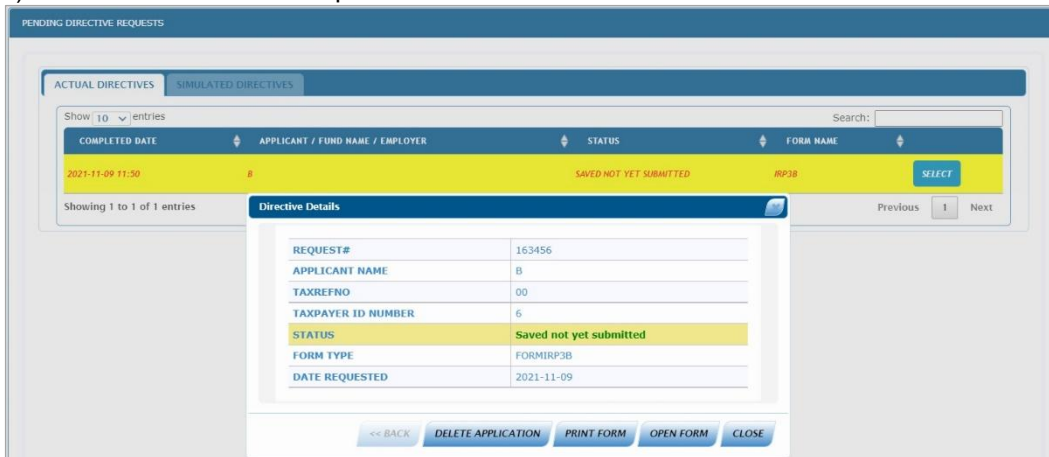 PENDING DIRECTIVE REQUESTS
ACTUAL DIRECTIVES SIMULATED DIRECTIVES
Show 10 entries Search:
COMPLETED DATE APPLICANT / FUND NAME / EMPLOYER STATUS FORM NAME
2021-11-09 11:50 B SAVED NOT YET SUBMITTED IRP3B SELECT
Showing 1 to 1 of 1 entries Previous 1 Next
Directive Details
REQUEST# 163456
APPLICANT NAME B
TAXREFNO 00
TAXPAYER ID NUMBER 6
STATUS Saved not yet submitted
FORM TYPE FORMIRP3B
DATE REQUESTED 2021-11-09
<< BACK DELETE APPLICATION PRINT FORM OPEN FORM CLOSE